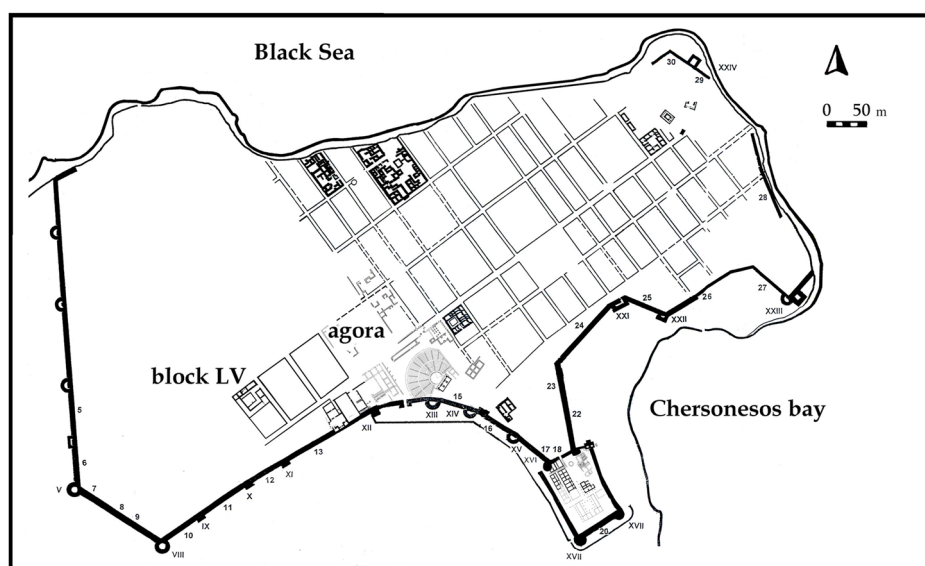 Black Sea
30
29
XXIV
0 50 m
28
27
XXIII
26
25
XXII
XXI
24
agora
block LV
23
22
Chersonesos bay
15
XIII
XIV
16
XII
XV
13
XI
12
X
11
IX
10
VIII
9
8
7
V
6
5
17
18
XVI
20
XVII
XVII